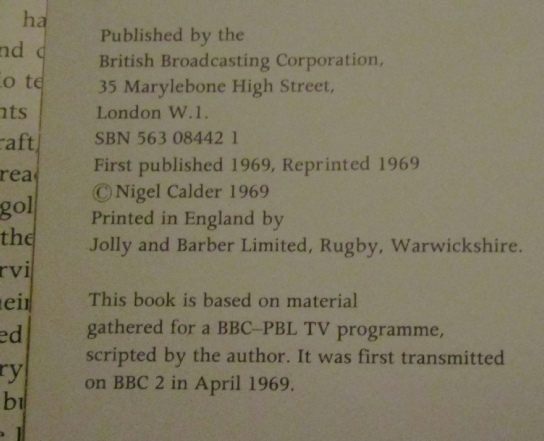 Published by the
British Broadcasting Corporation,
35 Marylebone High Street,
London W.1.
SBN 563 08442 1
First published 1969, Reprinted 1969
© Nigel Calder 1969
Printed in England by
Jolly and Barber Limited, Rugby, Warwickshire.
This book is based on material
gathered for a BBC–PBL TV programme,
scripted by the author. It was first transmitted
on BBC 2 in April 1969.